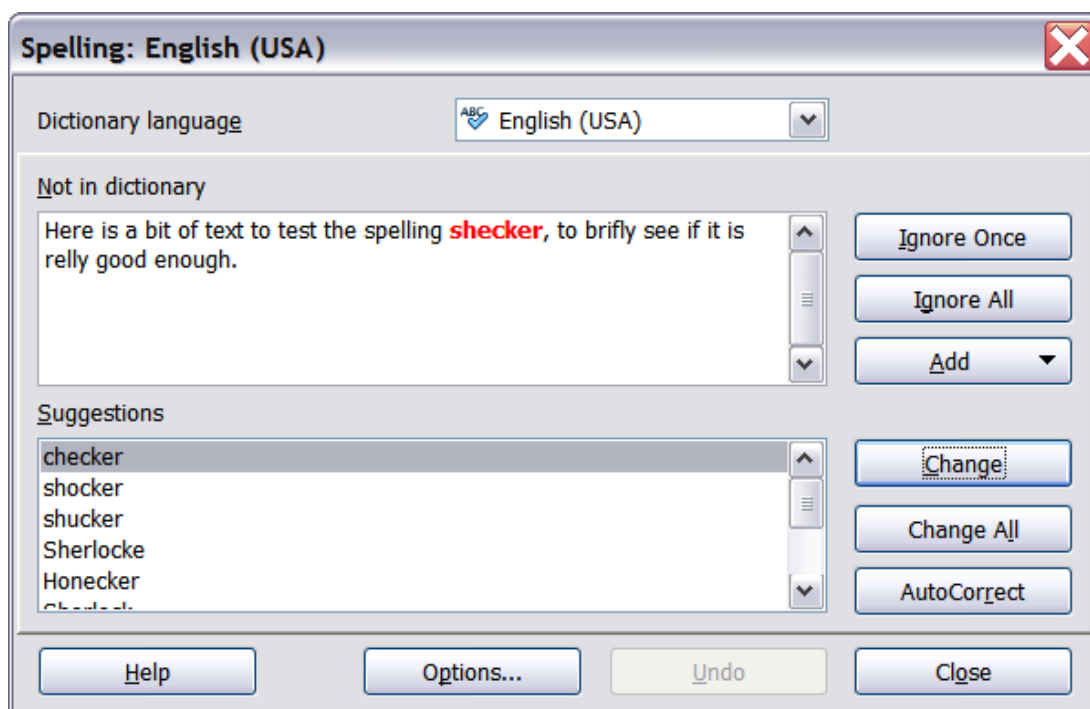 Spelling: English (USA)
Dictionary language
ABC English (USA)
Not in dictionary
Here is a bit of text to test the spelling shecker, to brifly see if it is
relly good enough.
Ignore Once
Ignore All
Add
Suggestions
checker
shocker
shucker
Sherlocke
Honecker
Sherlock
Change
Change All
AutoCorrect
Help
Options...
Undo
Close